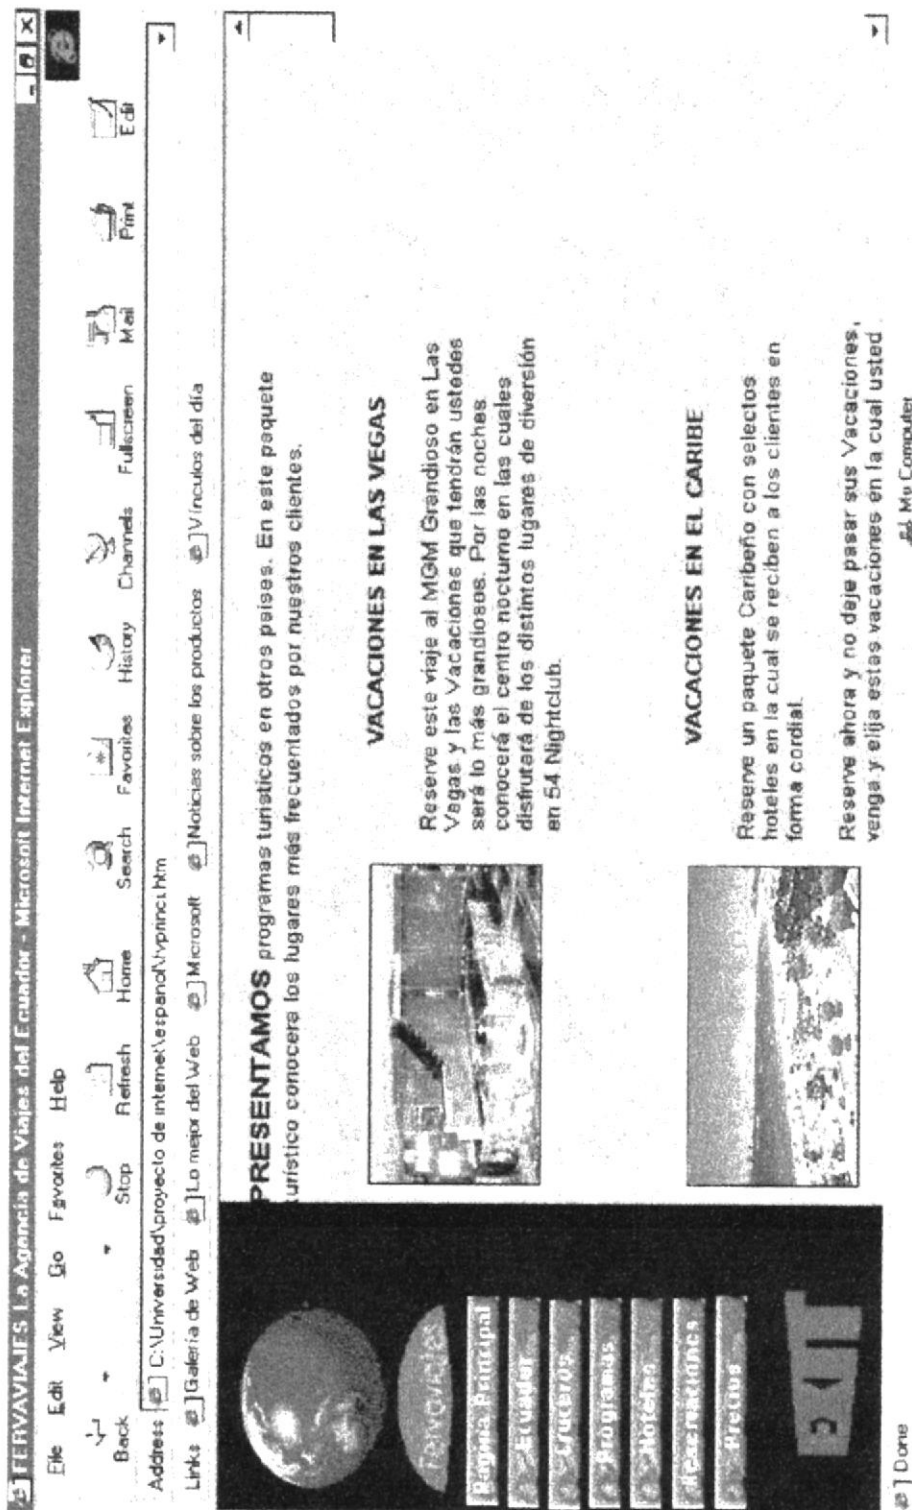 FERVAVIAJES La Agencia de Viajes del Ecuador - Microsoft Internet Explorer
File Edit View Go Favorites Help
Back Stop Refresh Home Search Favorites History Channels Fullscreen Mail Print Edit
Address C:\Universidad\proyecto de internet\espanol\tvprinci.htm
Links Galería de Web Lo mejor del Web Microsoft Noticias sobre los productos Vínculos del día
Página Principal
Ecuador
Cruceros
Programas
Hoteles
Precios
PRESENTAMOS programas turísticos en otros países. En este paquete
turístico conocera los lugares más frecuentados por nuestros clientes.
VACACIONES EN LAS VEGAS
Reserve este viaje al MGM Grandioso en Las
Vegas y las Vacaciones que tendrán ustedes
será lo más grandiosos. Por las noches
conocerá el centro nocturno en las cuales
disfrutará de los distintos lugares de diversión
en 54 Nightclub.
VACACIONES EN EL CARIBE
Reserve un paquete Caribeño con selectos
hoteles en la cual se reciben a los clientes en
forma cordial.
Reserve ahora y no deje pasar sus Vacaciones,
venga y elija estas vacaciones en la cual usted
Done My Computer